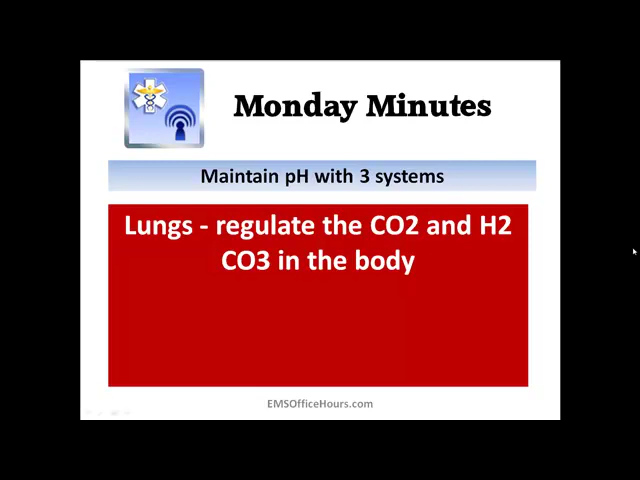 Monday Minutes
Maintain pH with 3 systems
Lungs - regulate the CO2 and H2
CO3 in the body
EMSOfficeHours.com